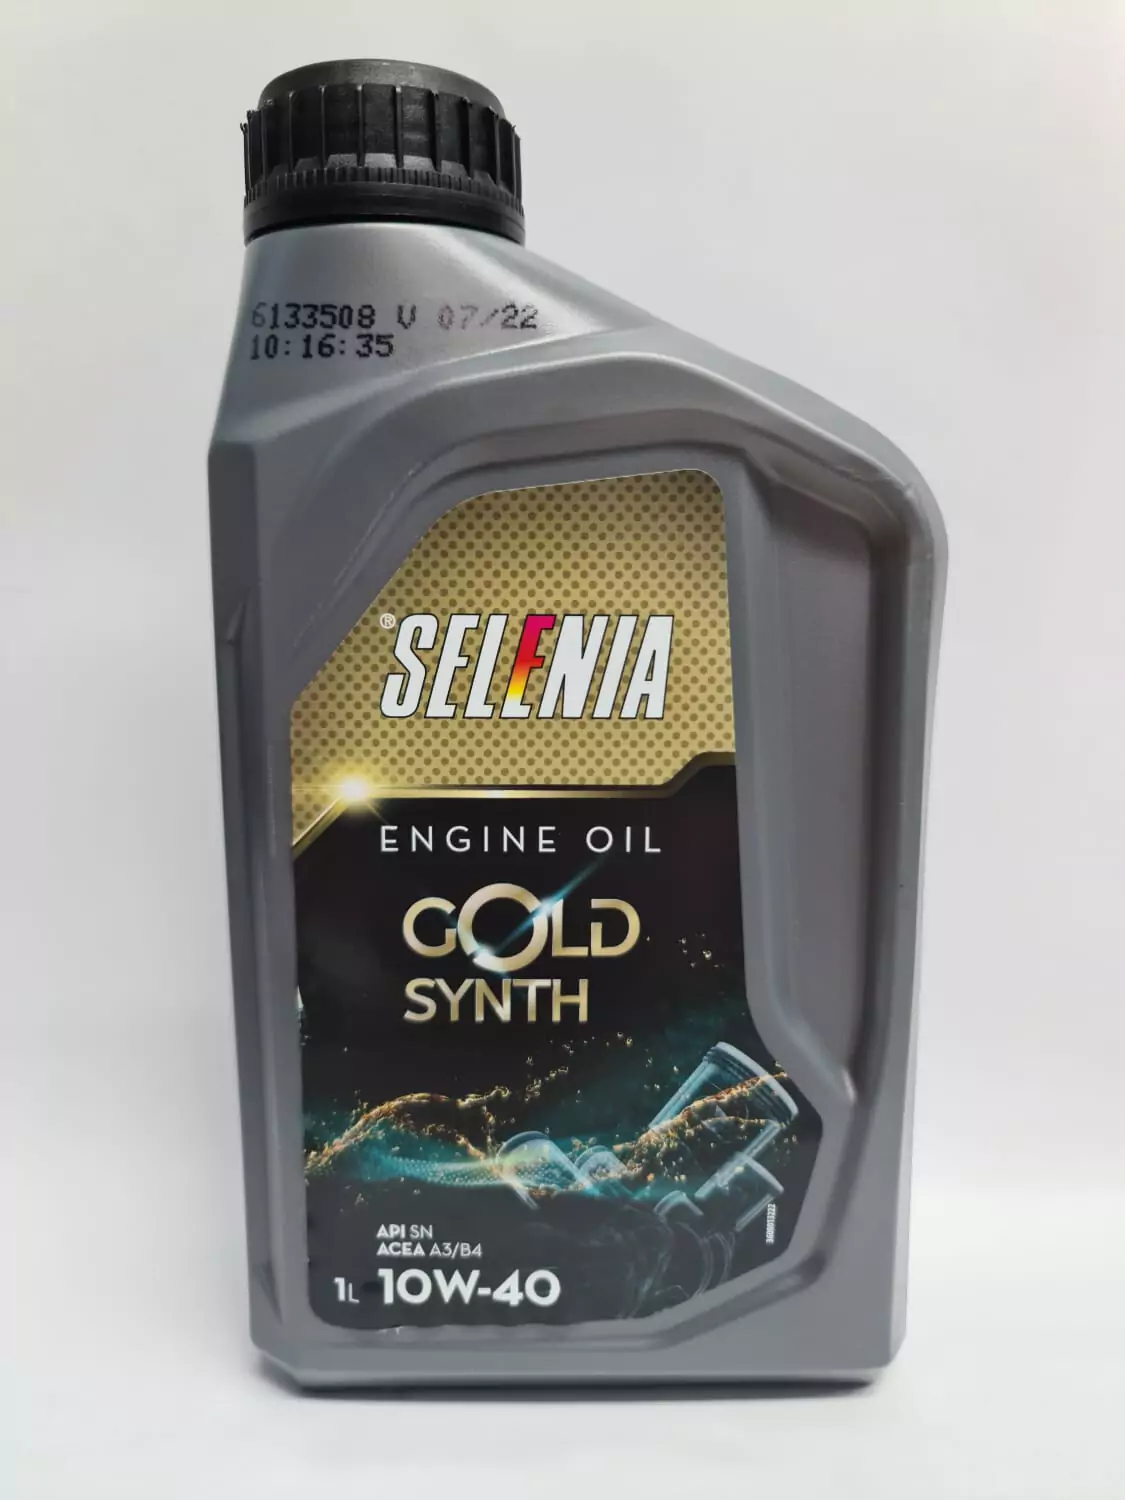 6133508 V 07/22
10:16:35
® SELENIA
ENGINE OIL
GOLD
SYNTH
API SN
ACEA A3/B4
1L 10W-40